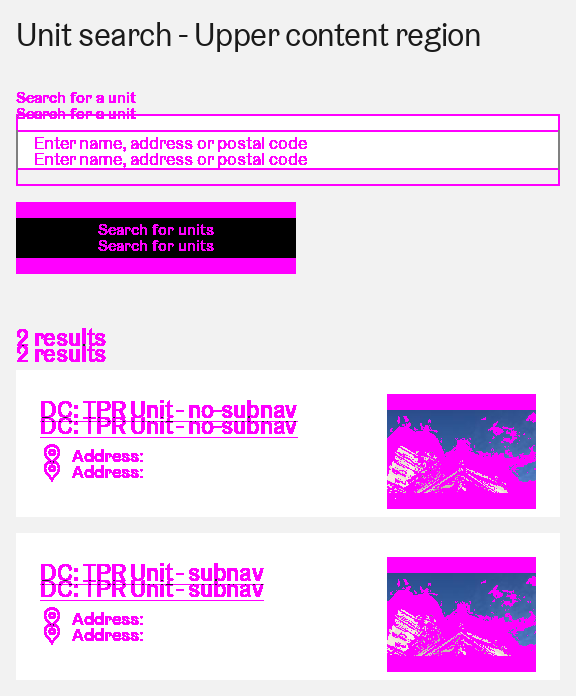 Unit search - Upper content region
Search for a unit
Search for a unit
Enter name, address or postal code
Enter name, address or postal code
Search for units
Search for units
2 results
2 results
DC: TPR Unit - no-subnav
DC: TPR Unit - no-subnav
Address:
Address:
DC: TPR Unit - subnav
DC: TPR Unit - subnav
Address:
Address: